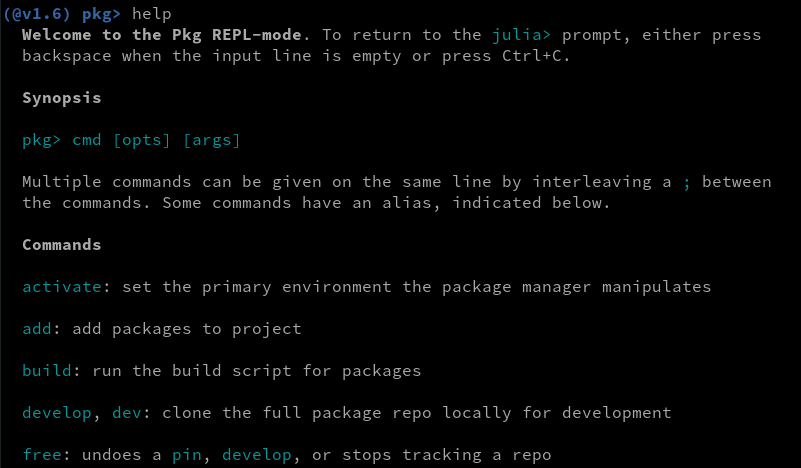 (@v1.6) pkg> help
Welcome to the Pkg REPL-mode. To return to the julia> prompt, either press
backspace when the input line is empty or press Ctrl+C.
Synopsis
pkg> cmd [opts] [args]
Multiple commands can be given on the same line by interleaving a ; between
the commands. Some commands have an alias, indicated below.
Commands
activate: set the primary environment the package manager manipulates
add: add packages to project
build: run the build script for packages
develop, dev: clone the full package repo locally for development
free: undoes a pin, develop, or stops tracking a repo